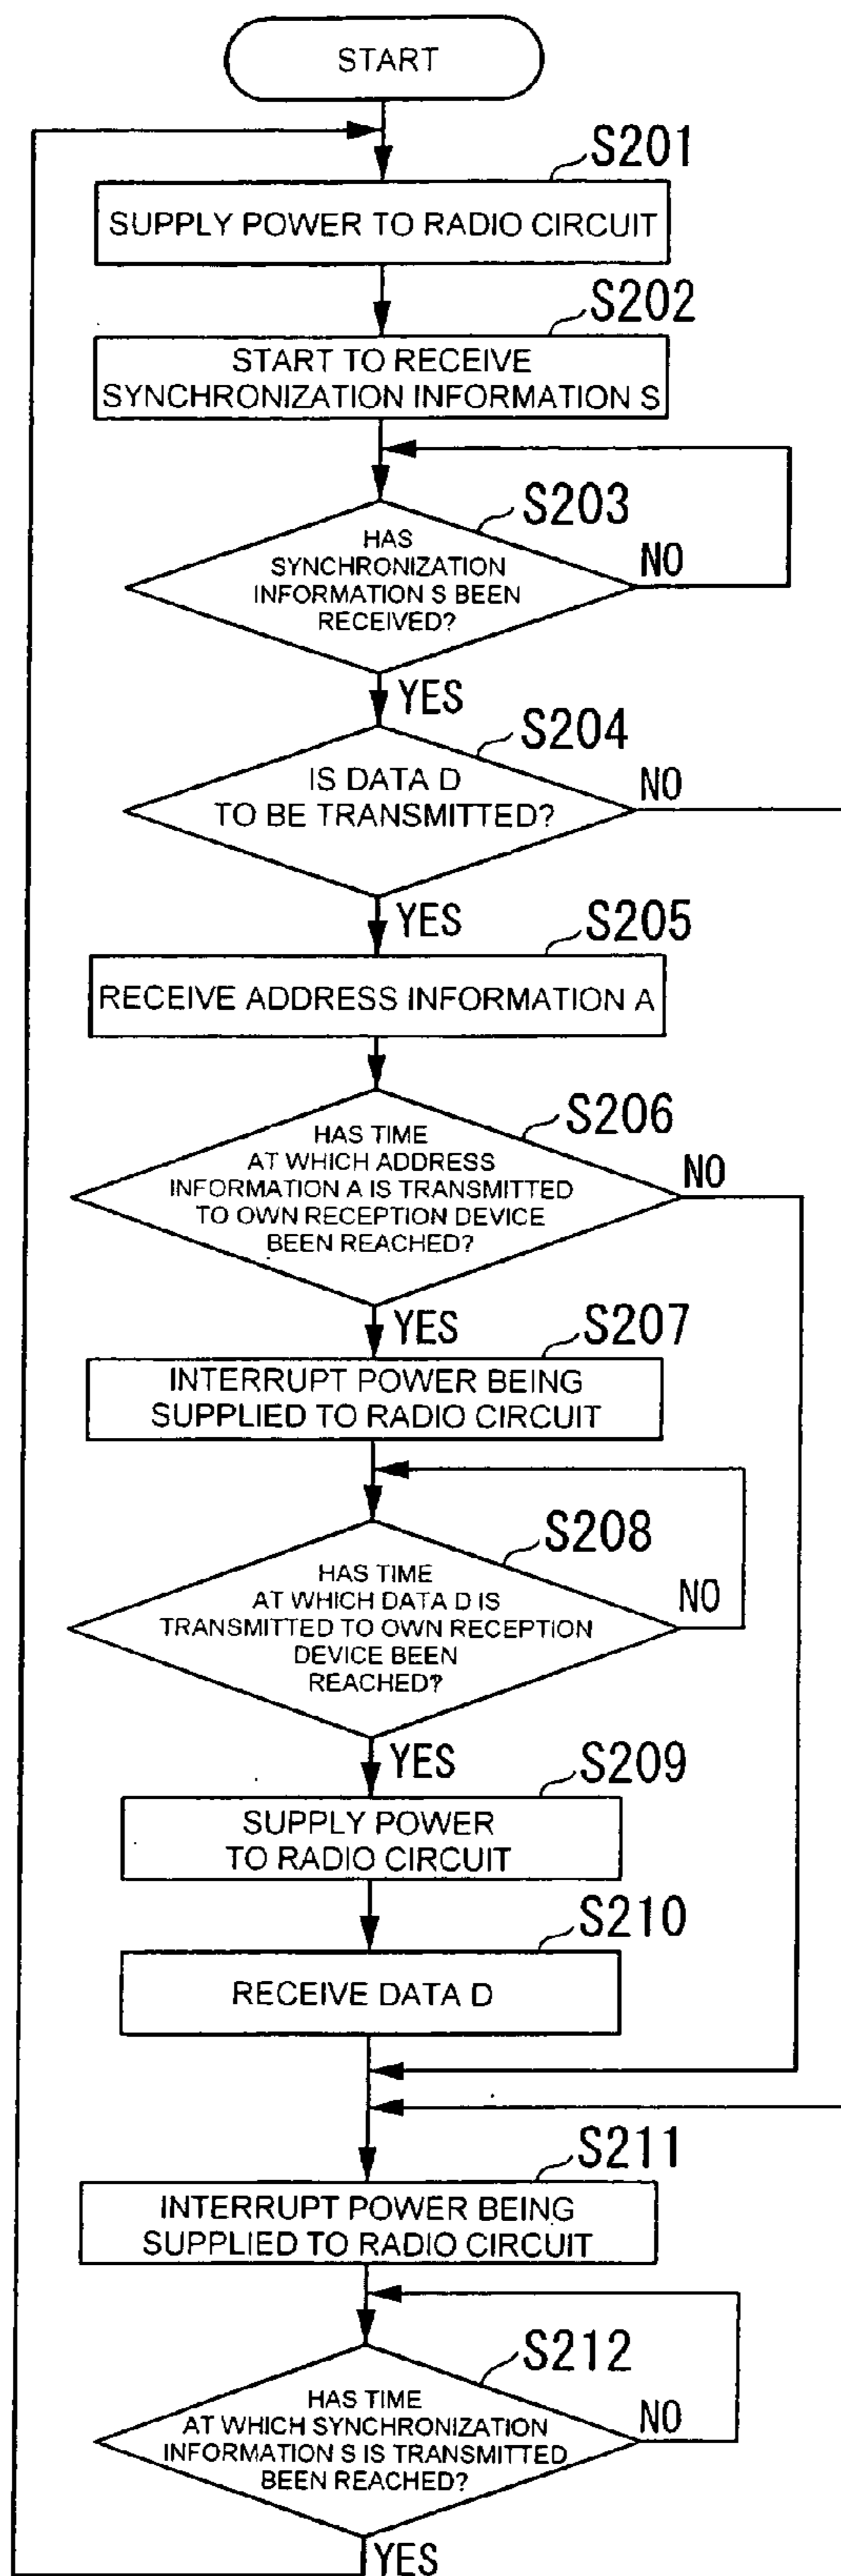 START
S201
SUPPLY POWER TO RADIO CIRCUIT
S202
START TO RECEIVE
SYNCHRONIZATION INFORMATION S
S203
HAS
SYNCHRONIZATION
INFORMATION S BEEN
RECEIVED?
NO
YES
S204
IS DATA D
TO BE TRANSMITTED?
NO
YES
S205
RECEIVE ADDRESS INFORMATION A
S206
HAS TIME
AT WHICH ADDRESS
INFORMATION A IS TRANSMITTED
TO OWN RECEPTION DEVICE
BEEN REACHED?
NO
YES
S207
INTERRUPT POWER BEING
SUPPLIED TO RADIO CIRCUIT
S208
HAS TIME
AT WHICH DATA D IS
TRANSMITTED TO OWN RECEPTION
DEVICE BEEN
REACHED?
NO
YES
S209
SUPPLY POWER
TO RADIO CIRCUIT
S210
RECEIVE DATA D
S211
INTERRUPT POWER BEING
SUPPLIED TO RADIO CIRCUIT
S212
HAS TIME
AT WHICH SYNCHRONIZATION
INFORMATION S IS TRANSMITTED
BEEN REACHED?
NO
YES